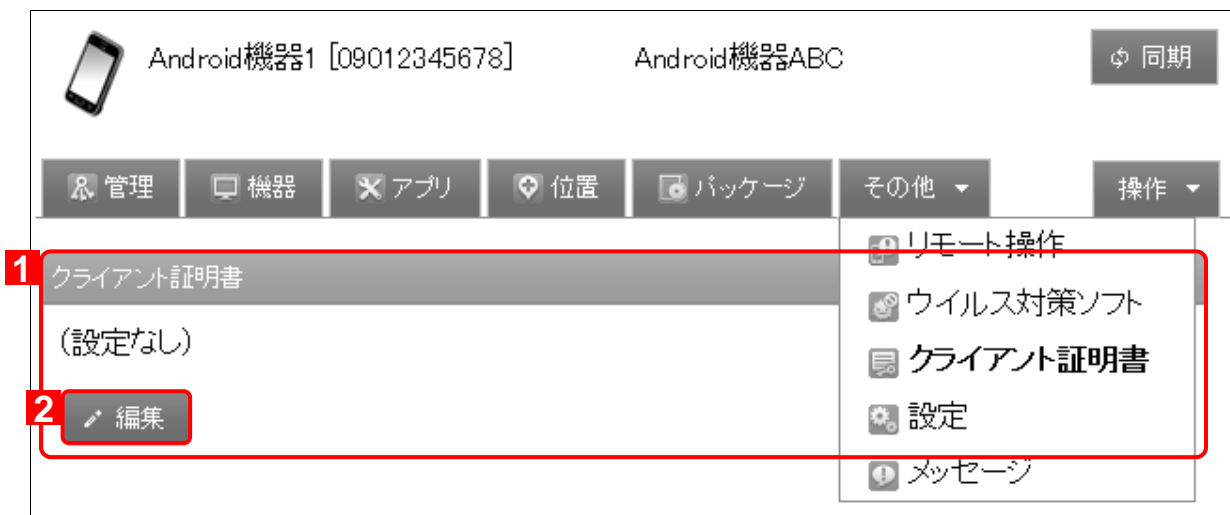 Android機器1 [09012345678] Android機器ABC 同期
管理 機器 アプリ 位置 パッケージ その他 操作
リモート操作
1
クライアント証明書
ウイルス対策ソフト
(設定なし)
クライアント証明書
2
編集
設定
メッセージ